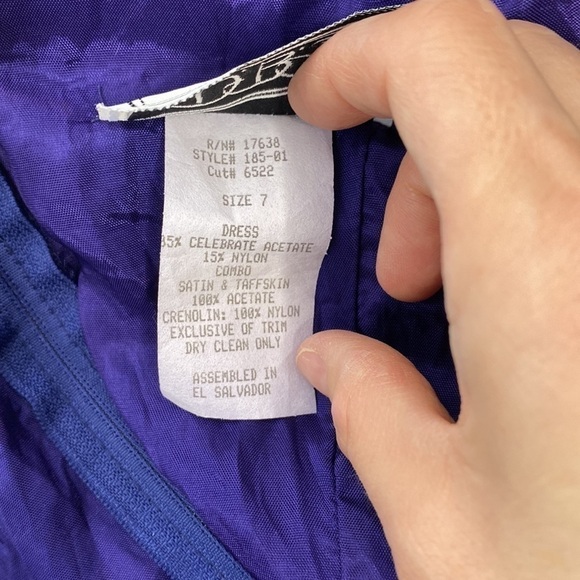 R/N# 17638
STYLE# 185-01
Cut# 6522
SIZE 7
DRESS
85% CELEBRATE ACETATE
15% NYLON
COMBO
SATIN & TAFFSKIN
100% ACETATE
CRENOLIN: 100% NYLON
EXCLUSIVE OF TRIM
DRY CLEAN ONLY
ASSEMBLED IN
EL SALVADOR